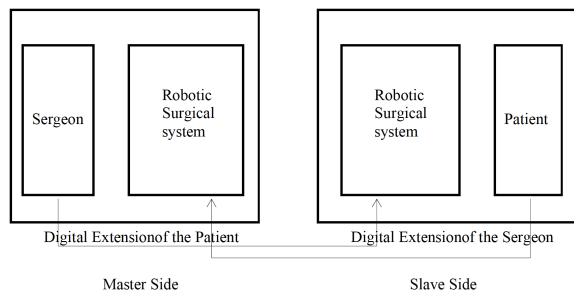 Sergeon
Robotic
Surgical
system
Robotic
Surgical
system
Patient
Digital Extensionof the Patient
Digital Extensionof the Sergeon
Master Side
Slave Side